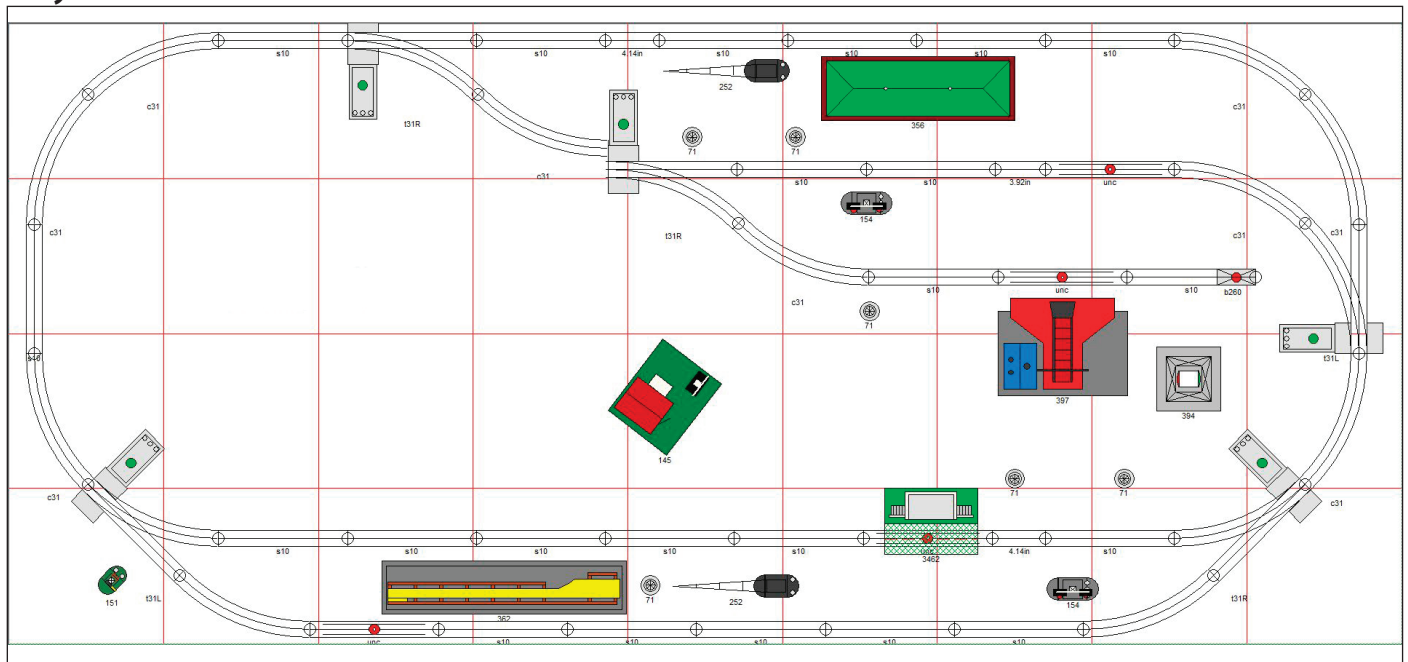 s10 s10 4.14in s10 s10 s10 s10
252
c31 t31R 356 c31
71 71
c31 s10 s10 3.92in unc
154
c31 t31R c31 c31
c31 s10 unc s10 b260
71
t31L
397 394
145
c31 71 71 c31
s10 s10 s10 s10 s10 4.14in s10
3462
151 t31L 362 71 252 154 t31R
unc s10 s10 s10 s10 s10